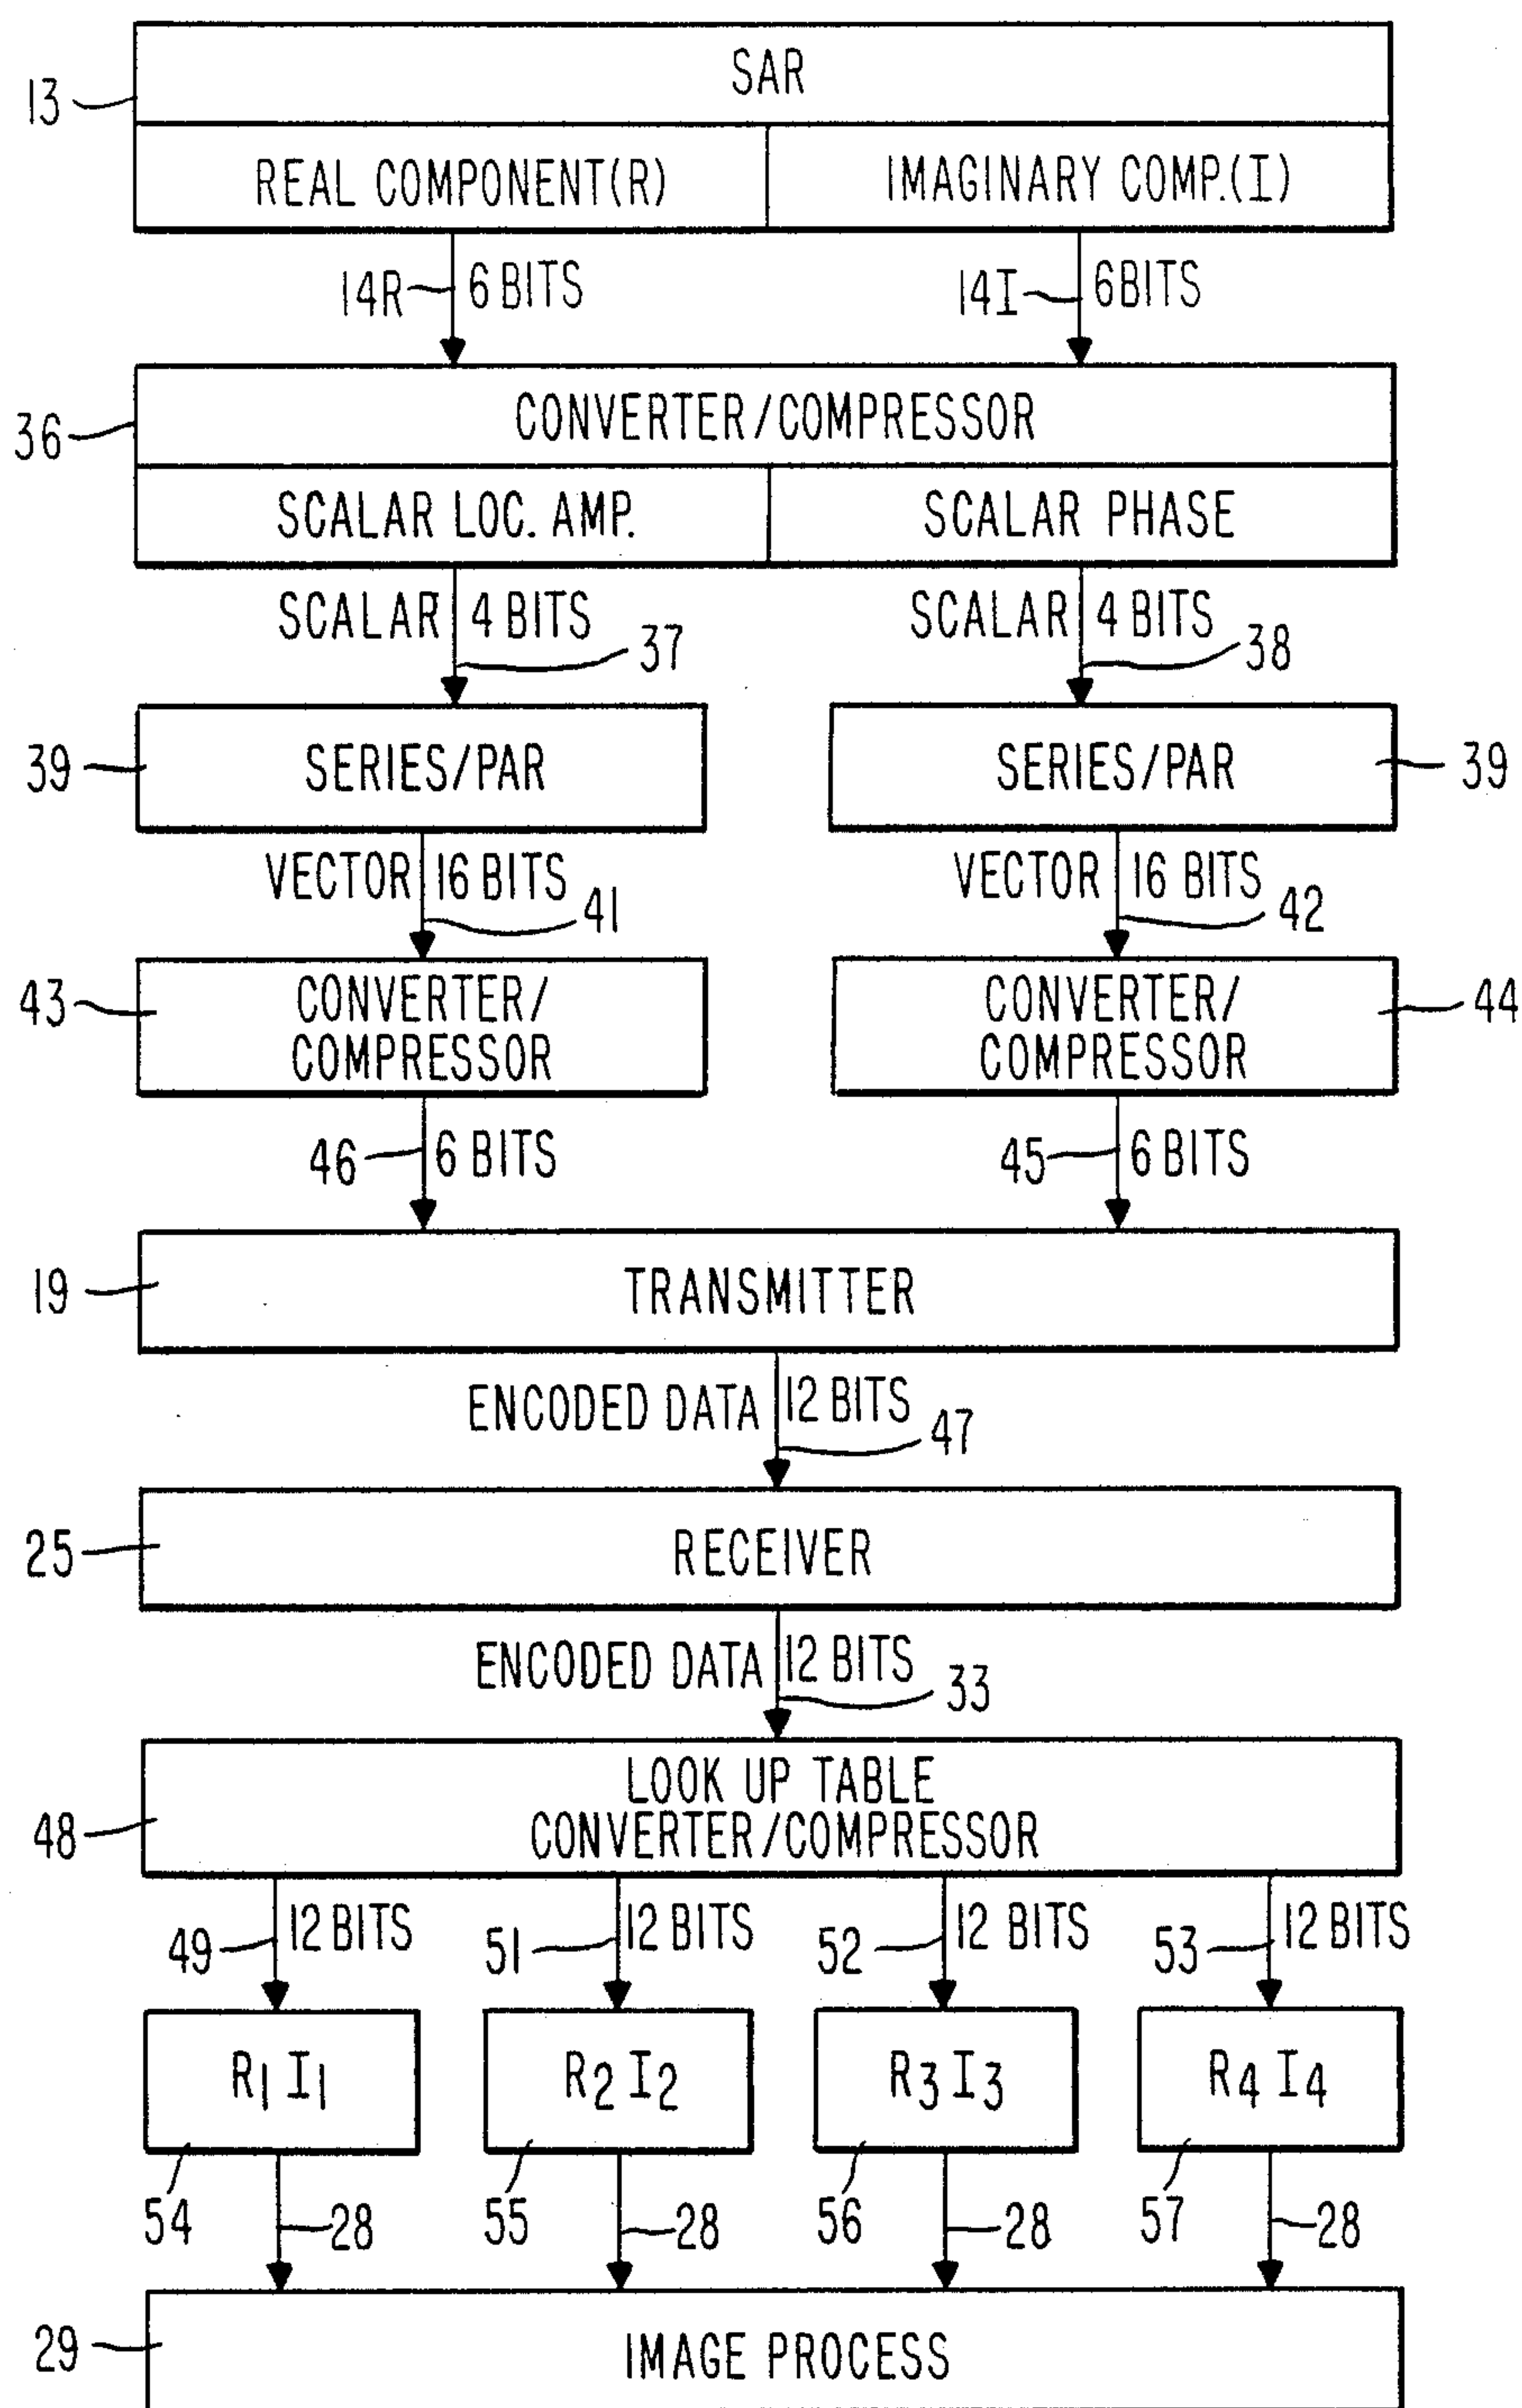 SAR
13
REAL COMPONENT(R) IMAGINARY COMP.(I)
14R 6 BITS 14I 6 BITS
CONVERTER/COMPRESSOR
36
SCALAR LOC. AMP. SCALAR PHASE
SCALAR 4 BITS SCALAR 4 BITS
37 38
39 SERIES/PAR SERIES/PAR 39
VECTOR 16 BITS VECTOR 16 BITS
41 42
43 CONVERTER/ CONVERTER/ 44
COMPRESSOR COMPRESSOR
46 6 BITS 45 6 BITS
19 TRANSMITTER
ENCODED DATA 12 BITS
47
25 RECEIVER
ENCODED DATA 12 BITS
33
LOOK UP TABLE
48 CONVERTER/COMPRESSOR
49 12 BITS 51 12 BITS 52 12 BITS 53 12 BITS
R1 I1 R2 I2 R3 I3 R4 I4
54 28 55 28 56 28 57 28
29 IMAGE PROCESS